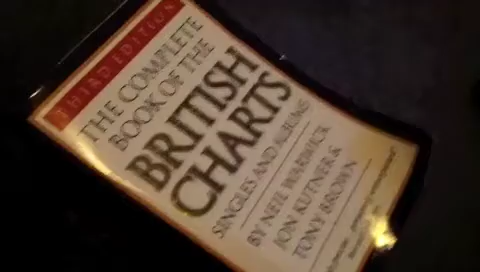 THIRD EDITION
THE COMPLETE
BOOK OF THE
BRITISH
CHARTS
SINGLES AND ALBUMS
BY NEIL WARWICK
JON KUTNER &
TONY BROWN